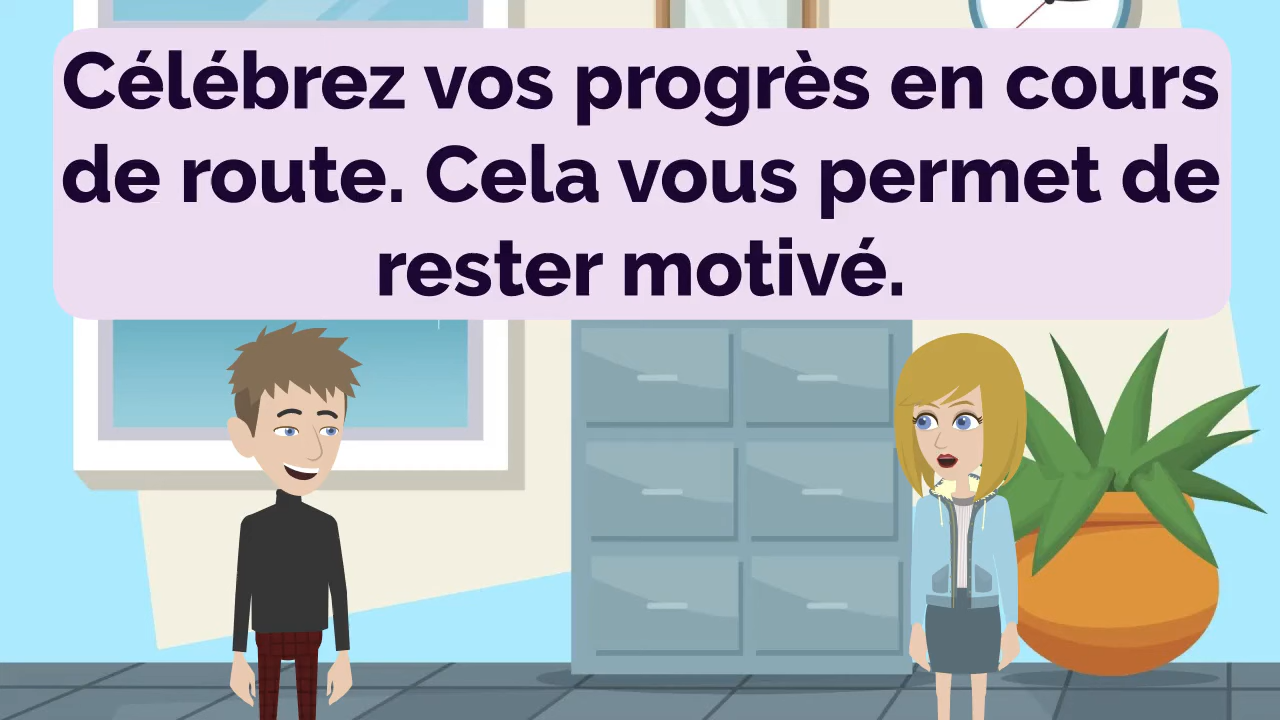 Célébrez vos progrès en cours
de route. Cela vous permet de
rester motivé.